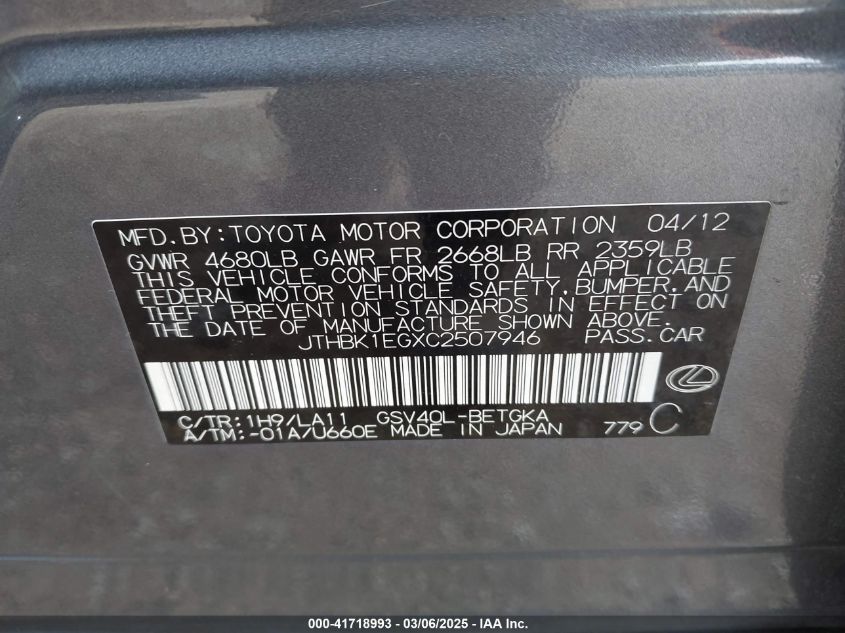 MFD.BY:TOYOTA MOTOR CORPORATION 04/12
GVWR 4680LB GAWR FR 2668LB RR 2359LB
THIS VEHICLE CONFORMS TO ALL APPLICABLE
FEDERAL MOTOR VEHICLE SAFETY,BUMPER,AND
THEFT PREVENTION STANDARDS IN EFFECT ON
THE DATE OF MANUFACTURE SHOWN ABOVE.
JTHBK1EGXC2507946 PASS.CAR
C/TR:1H9/LA11 GSV40L-BETGKA
A/TM:-01A/U660E MADE IN JAPAN 779 C
000-41718993 - 03/06/2025 - IAA Inc.